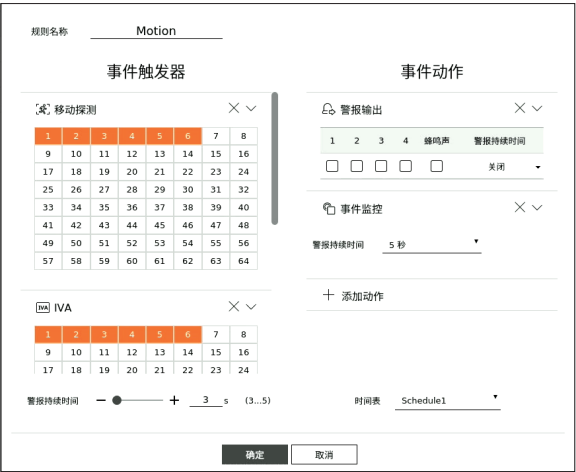 规则名称 Motion
事件触发器
移动探测
1 2 3 4 5 6 7 8
9 10 11 12 13 14 15 16
17 18 19 20 21 22 23 24
25 26 27 28 29 30 31 32
33 34 35 36 37 38 39 40
41 42 43 44 45 46 47 48
49 50 51 52 53 54 55 56
57 58 59 60 61 62 63 64
IVA IVA
1 2 3 4 5 6 7 8
9 10 11 12 13 14 15 16
17 18 19 20 21 22 23 24
警报持续时间 3 s (3...5)
事件动作
警报输出
1 2 3 4 蜂鸣声 警报持续时间
关闭
事件监控
警报持续时间 5 秒
添加动作
时间表 Schedule1
确定 取消